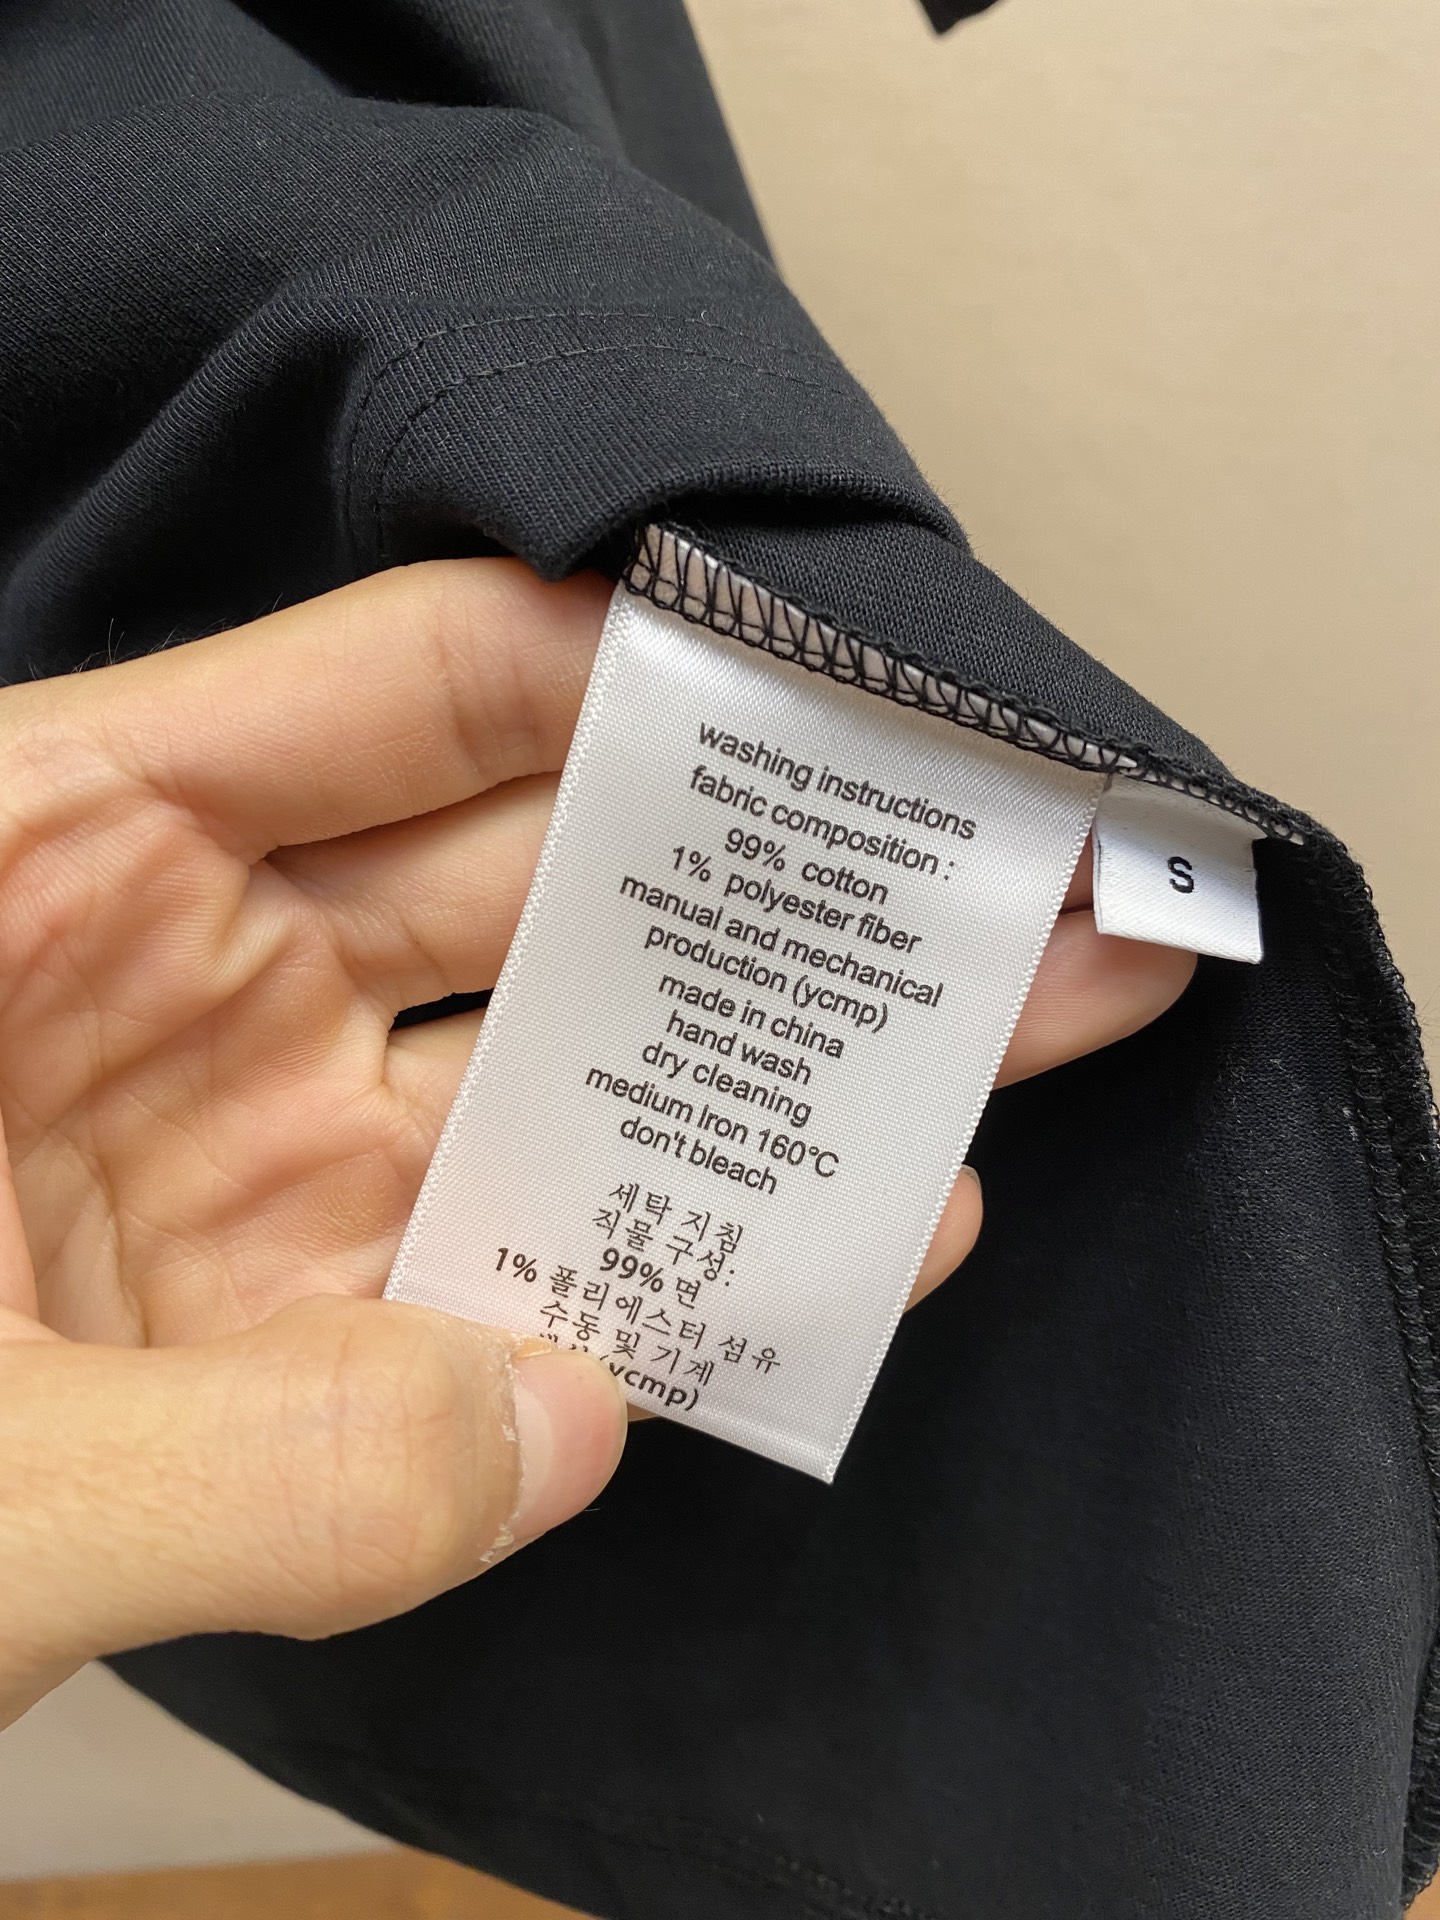 washing instructions
fabric composition :
99% cotton
1% polyester fiber
manual and mechanical
production (ycmp)
made in china
hand wash
dry cleaning
medium Iron 160°C
don't bleach
세탁 지침
직물 구성:
99% 면
1% 폴리에스터 섬유
수동 및 기계
(ycmp)
S